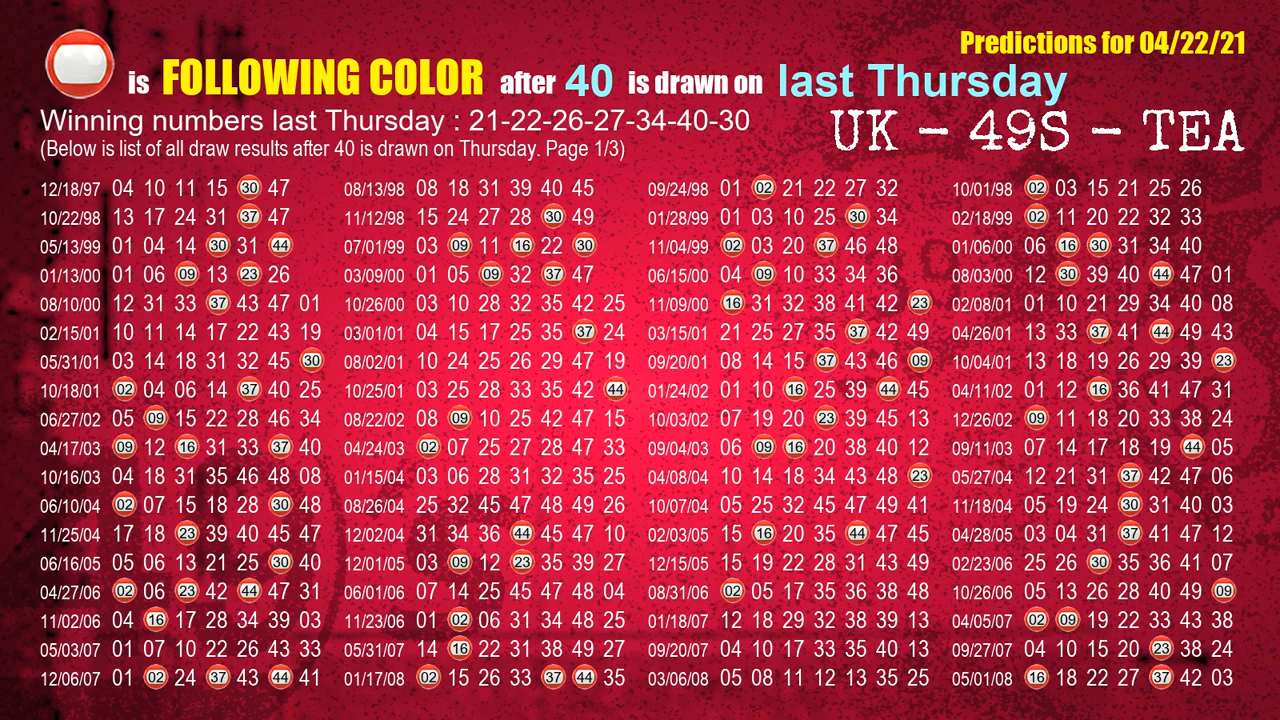 Predictions for 04/22/21
is FOLLOWING COLOR after 40 is drawn on last Thursday
Winning numbers last Thursday : 21-22-26-27-34-40-30
UK - 49S - TEA
(Below is list of all draw results after 40 is drawn on Thursday. Page 1/3)
12/18/97 04 10 11 15 30 47 08/13/98 08 18 31 39 40 45 09/24/98 01 02 21 22 27 32 10/01/98 02 03 15 21 25 26
10/22/98 13 17 24 31 37 47 11/12/98 15 24 27 28 30 49 01/28/99 01 03 10 25 30 34 02/18/99 02 11 20 22 32 33
05/13/99 01 04 14 30 31 44 07/01/99 03 09 11 16 22 30 11/04/99 02 03 20 37 46 48 01/06/00 06 16 30 31 34 40
01/13/00 01 06 09 13 23 26 03/09/00 01 05 09 32 37 47 06/15/00 04 09 10 33 34 36 08/03/00 12 30 39 40 44 47 01
08/10/00 12 31 33 37 43 47 01 10/26/00 03 10 28 32 35 42 25 11/09/00 16 31 32 38 41 42 23 02/08/01 01 10 21 29 34 40 08
02/15/01 10 11 14 17 22 43 19 03/01/01 04 15 17 25 35 37 24 03/15/01 21 25 27 35 37 42 49 04/26/01 13 33 37 41 44 49 43
05/31/01 03 14 18 31 32 45 30 08/02/01 10 24 25 26 29 47 19 09/20/01 08 14 15 37 43 46 09 10/04/01 13 18 19 26 29 39 23
10/18/01 02 04 06 14 37 40 25 10/25/01 03 25 28 33 35 42 44 01/24/02 01 10 16 25 39 44 45 04/11/02 01 12 16 36 41 47 31
06/27/02 05 09 15 22 28 46 34 08/22/02 08 09 10 25 42 47 15 10/03/02 07 19 20 23 39 45 13 12/26/02 09 11 18 20 33 38 24
04/17/03 09 12 16 31 33 37 40 04/24/03 02 07 25 27 28 47 33 09/04/03 06 09 16 20 38 40 12 09/11/03 07 14 17 18 19 44 05
10/16/03 04 18 31 35 46 48 08 01/15/04 03 06 28 31 32 35 25 04/08/04 10 14 18 34 43 48 23 05/27/04 12 21 31 37 42 47 06
06/10/04 02 07 15 18 28 30 48 08/26/04 25 32 45 47 48 49 26 10/07/04 05 25 32 45 47 49 41 11/18/04 05 19 24 30 31 40 03
11/25/04 17 18 23 39 40 45 47 12/02/04 31 34 36 44 45 47 10 02/03/05 15 16 20 35 44 47 45 04/28/05 03 04 31 37 41 47 12
06/16/05 05 06 13 21 25 30 40 12/01/05 03 09 12 23 35 39 27 12/15/05 15 19 22 28 31 43 49 02/23/06 25 26 30 35 36 41 07
04/27/06 02 06 23 42 44 47 31 06/01/06 07 14 25 45 47 48 04 08/31/06 02 05 17 35 36 38 48 10/26/06 05 13 26 28 40 49 09
11/02/06 04 16 17 28 34 39 03 11/23/06 01 02 06 31 34 48 25 01/18/07 12 18 29 32 38 39 13 04/05/07 02 09 19 22 33 43 38
05/03/07 01 07 10 22 26 43 33 05/31/07 14 16 22 31 38 49 27 09/20/07 04 10 17 33 35 40 13 09/27/07 04 10 15 20 23 38 24
12/06/07 01 02 24 37 43 44 41 01/17/08 02 15 26 33 37 44 35 03/06/08 05 08 11 12 13 35 25 05/01/08 16 18 22 27 37 42 03